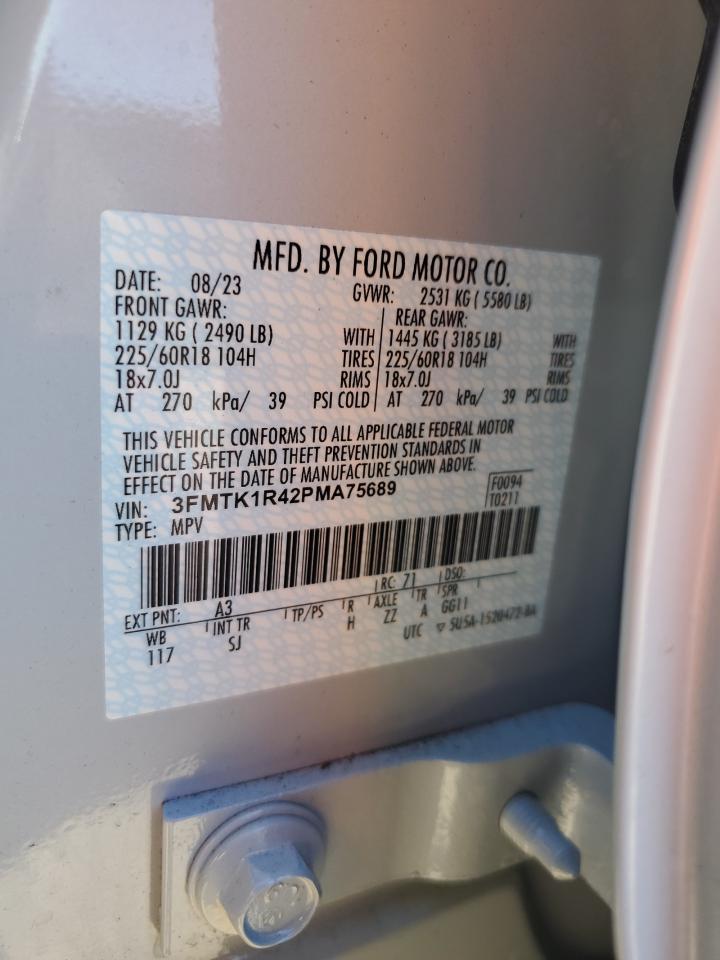 MFD. BY FORD MOTOR CO.
DATE: 08/23 GVWR: 2531 KG ( 5580 LB)
FRONT GAWR: REAR GAWR:
1129 KG ( 2490 LB) WITH 1445 KG ( 3185 LB) WITH
225/60R18 104H TIRES 225/60R18 104H TIRES
18x7.0J RIMS 18x7.0J RIMS
AT 270 kPa/ 39 PSI COLD AT 270 kPa/ 39 PSI COLD
THIS VEHICLE CONFORMS TO ALL APPLICABLE FEDERAL MOTOR
VEHICLE SAFETY AND THEFT PREVENTION STANDARDS IN
EFFECT ON THE DATE OF MANUFACTURE SHOWN ABOVE.
VIN: 3FMTK1R42PMA75689 F0094
TYPE: MPV T0211
EXT PNT: A3 RC: 71 DSO:
WB INT TR TP/PS R AXLE TR SPR
117 SJ H ZZ A GG11
UTC ▽ 5U5A-1520472-BA